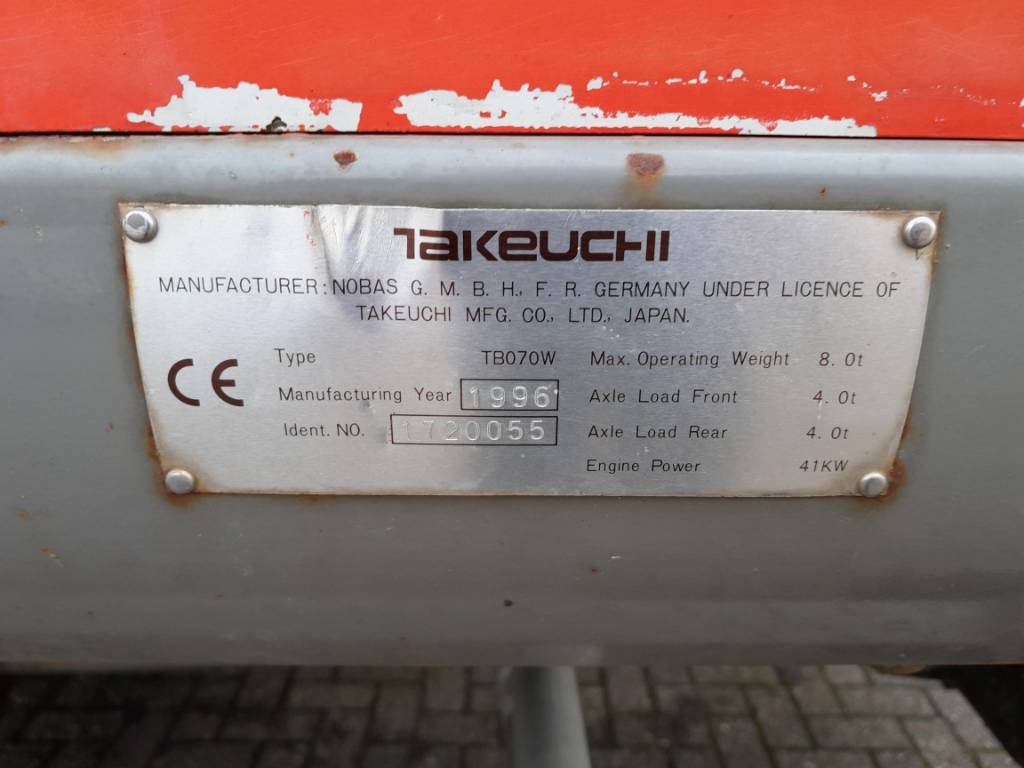 TAKEUCHI
MANUFACTURER: NOBAS G. M. B. H., F. R. GERMANY UNDER LICENCE OF
TAKEUCHI MFG. CO., LTD., JAPAN.
CE
Type TB070W Max. Operating Weight 8.0t
Manufacturing Year 1996 Axle Load Front 4.0t
Ident. NO. 1720055 Axle Load Rear 4.0t
Engine Power 41KW